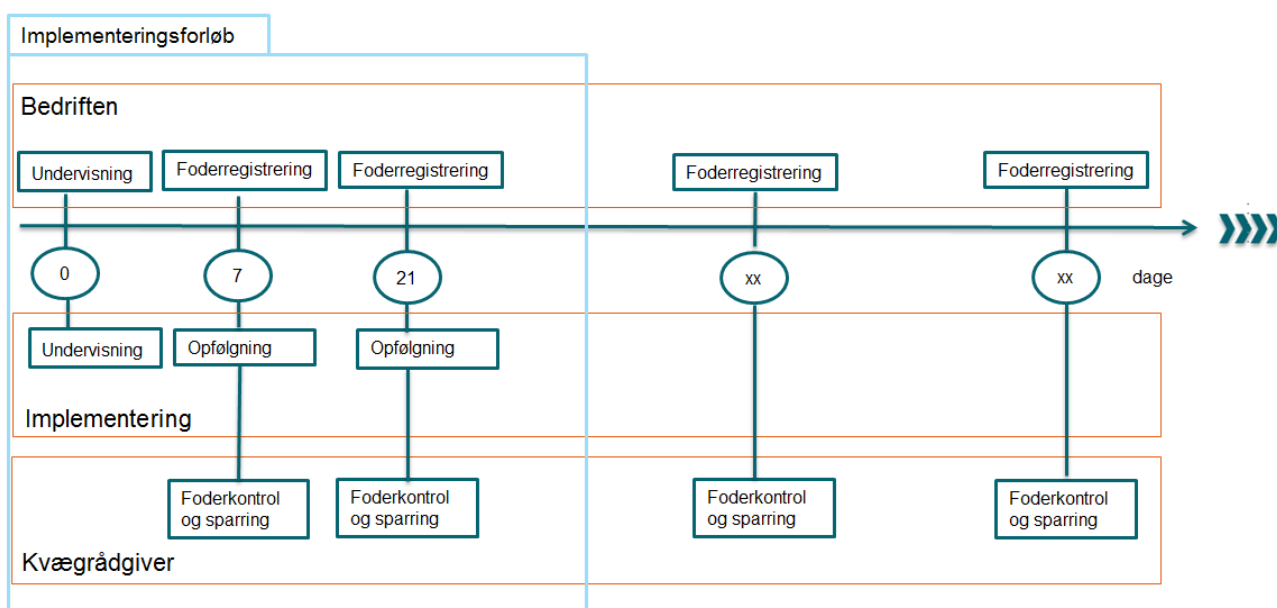 Implementeringsforløb
Bedriften
Undervisning
Foderregistrering
Foderregistrering
Foderregistrering
Foderregistrering
0
7
21
xx
xx
dage
Undervisning
Opfølgning
Opfølgning
Implementering
Foderkontrol
og sparring
Foderkontrol
og sparring
Foderkontrol
og sparring
Foderkontrol
og sparring
Kvægrådgiver